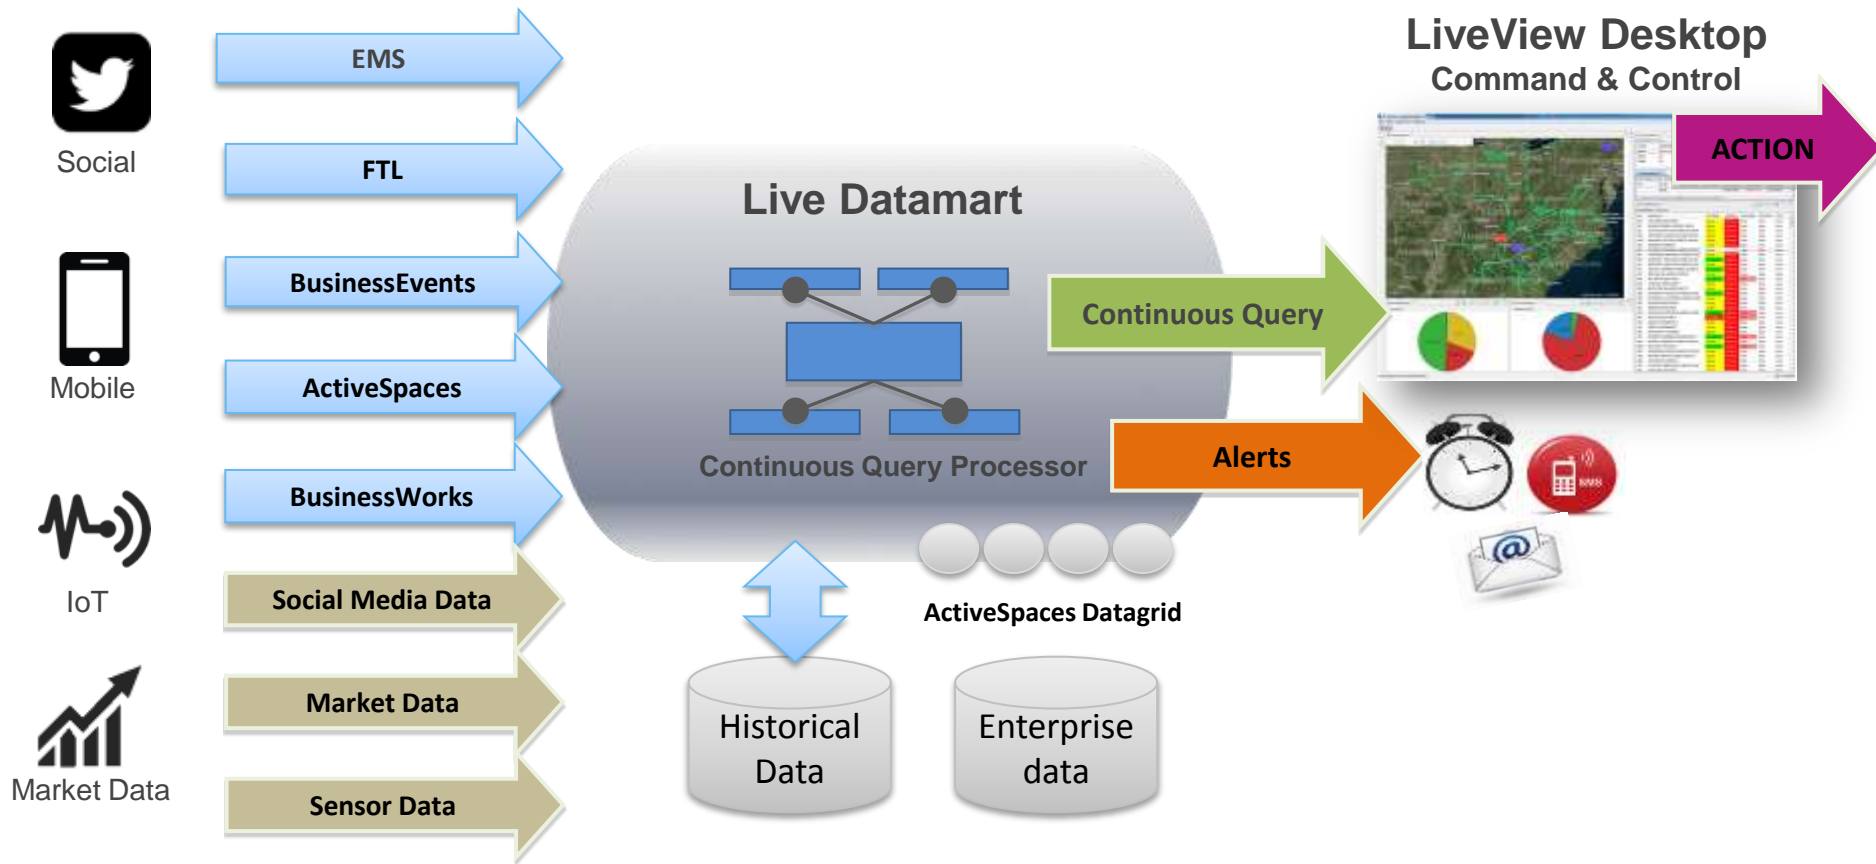 LiveView Desktop
Command & Control
Social
Mobile
IoT
Market Data
EMS
FTL
BusinessEvents
ActiveSpaces
BusinessWorks
Social Media Data
Market Data
Sensor Data
Live Datamart
Continuous Query Processor
ActiveSpaces Datagrid
Historical
Data
Enterprise
data
Continuous Query
Alerts
ACTION
SMS
@